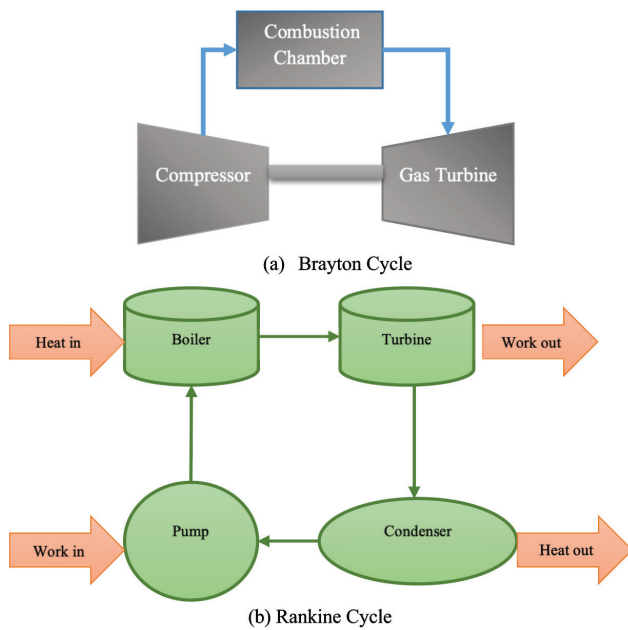 Combustion
Chamber
Compressor
Gas Turbine
(a) Brayton Cycle
Heat in
Boiler
Turbine
Work out
Work in
Pump
Condenser
Heat out
(b) Rankine Cycle